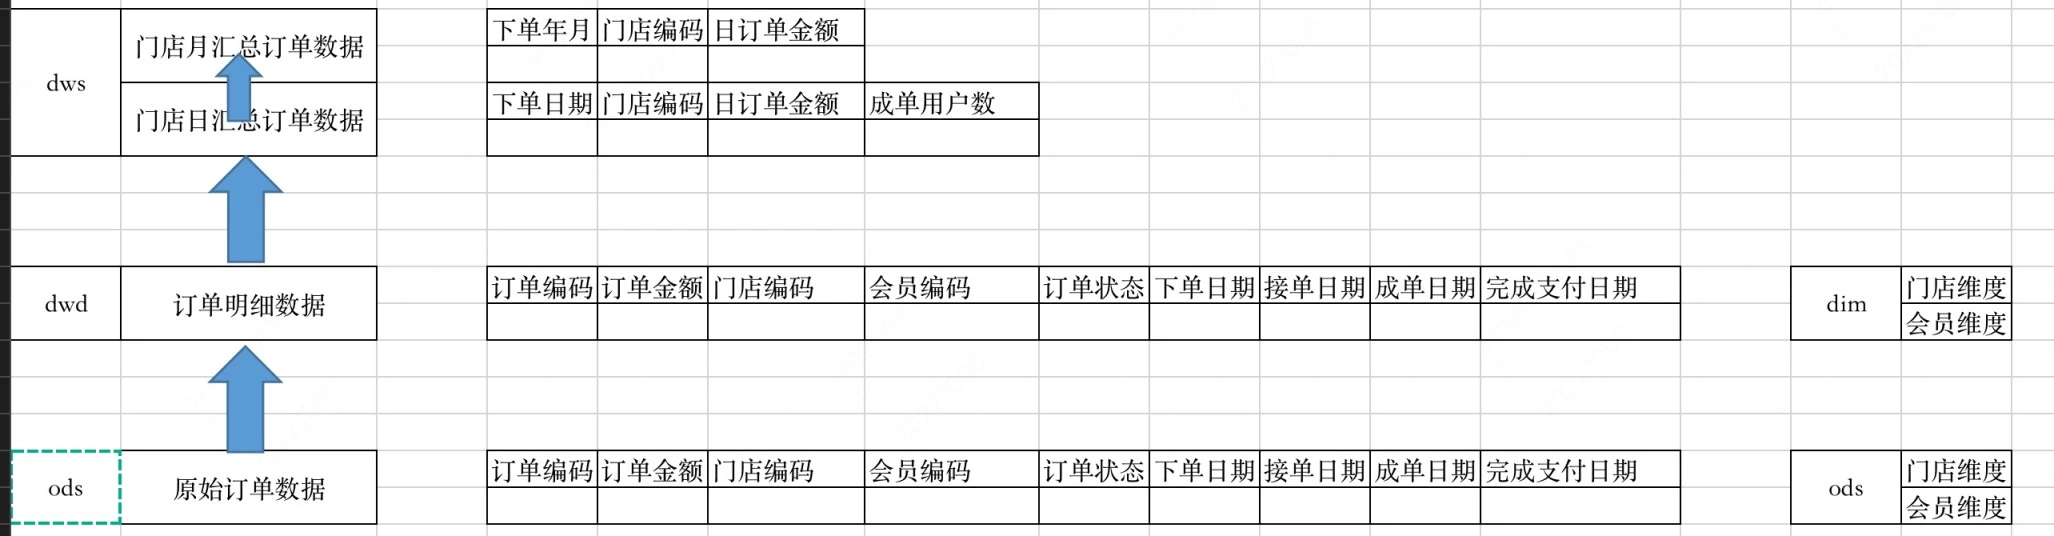 dws
门店月汇总订单数据
下单年月 门店编码 日订单金额
门店日汇总订单数据
下单日期 门店编码 日订单金额 成单用户数
dwd
订单明细数据
订单编码 订单金额 门店编码 会员编码 订单状态 下单日期 接单日期 成单日期 完成支付日期
dim
门店维度
会员维度
ods
原始订单数据
订单编码 订单金额 门店编码 会员编码 订单状态 下单日期 接单日期 成单日期 完成支付日期
ods
门店维度
会员维度